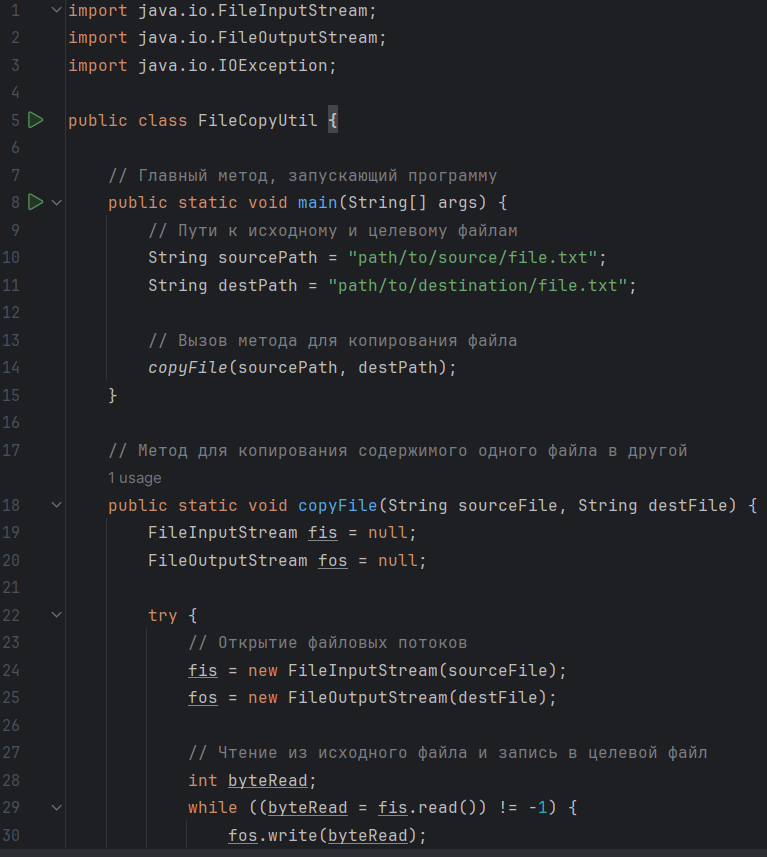 1 import java.io.FileInputStream;
2 import java.io.FileOutputStream;
3 import java.io.IOException;
4
5 public class FileCopyUtil {
6
7 // Главный метод, запускающий программу
8 public static void main(String[] args) {
9 // Пути к исходному и целевому файлам
10 String sourcePath = "path/to/source/file.txt";
11 String destPath = "path/to/destination/file.txt";
12
13 // Вызов метода для копирования файла
14 copyFile(sourcePath, destPath);
15 }
16
17 // Метод для копирования содержимого одного файла в другой
1 usage
18 public static void copyFile(String sourceFile, String destFile) {
19 FileInputStream fis = null;
20 FileOutputStream fos = null;
21
22 try {
23 // Открытие файловых потоков
24 fis = new FileInputStream(sourceFile);
25 fos = new FileOutputStream(destFile);
26
27 // Чтение из исходного файла и запись в целевой файл
28 int byteRead;
29 while ((byteRead = fis.read()) != -1) {
30 fos.write(byteRead);